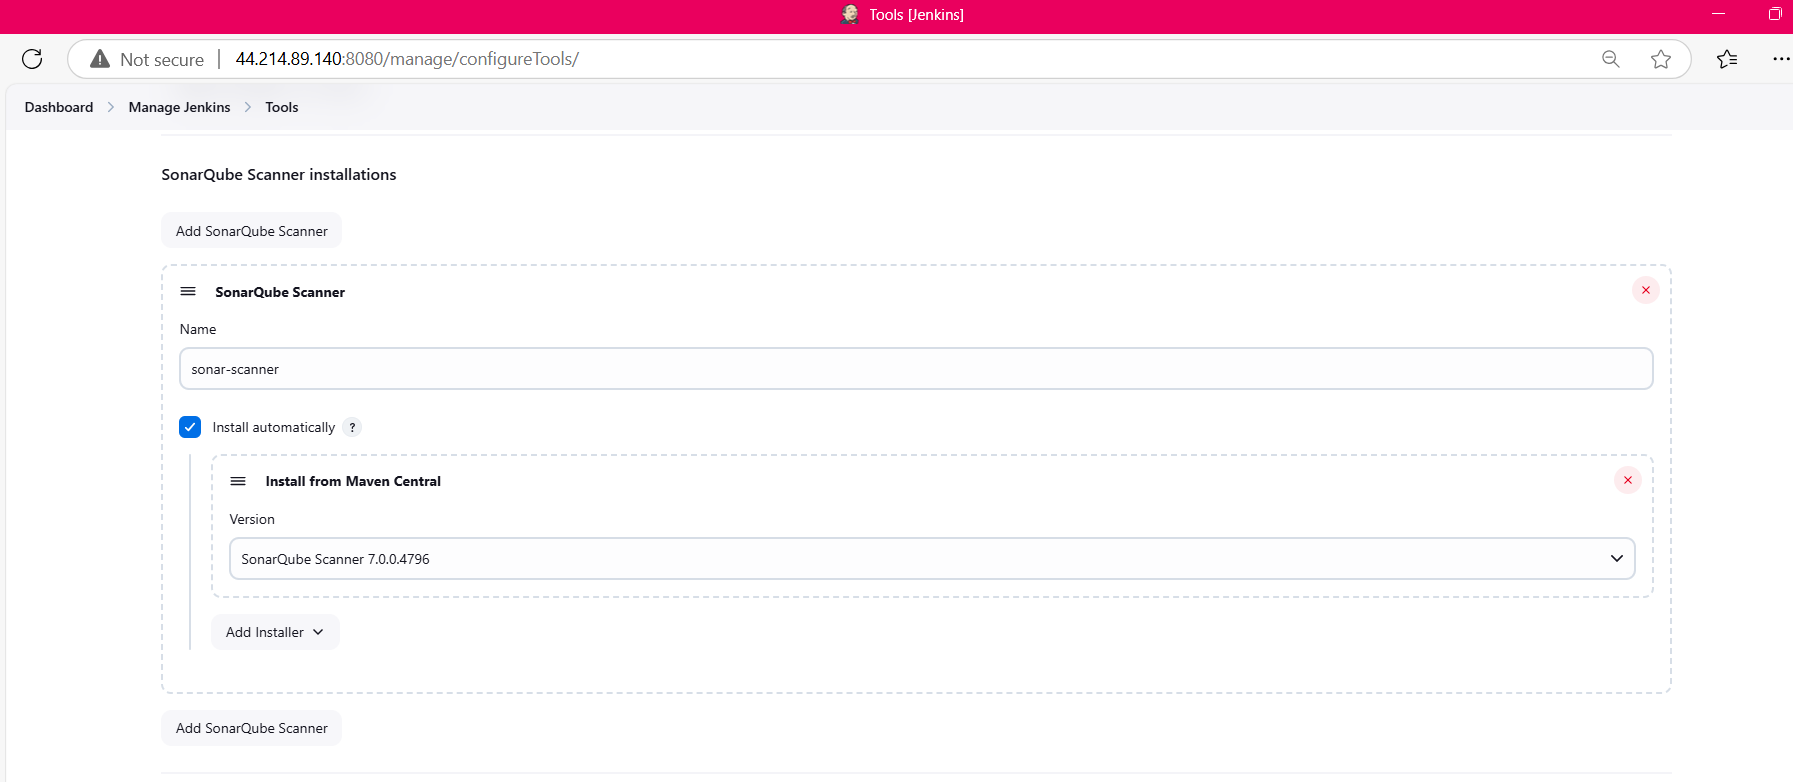 Tools [Jenkins]
Not secure 44.214.89.140:8080/manage/configureTools/
Dashboard Manage Jenkins Tools
SonarQube Scanner installations
Add SonarQube Scanner
SonarQube Scanner
Name
sonar-scanner
Install automatically ?
Install from Maven Central
Version
SonarQube Scanner 7.0.0.4796
Add Installer
Add SonarQube Scanner